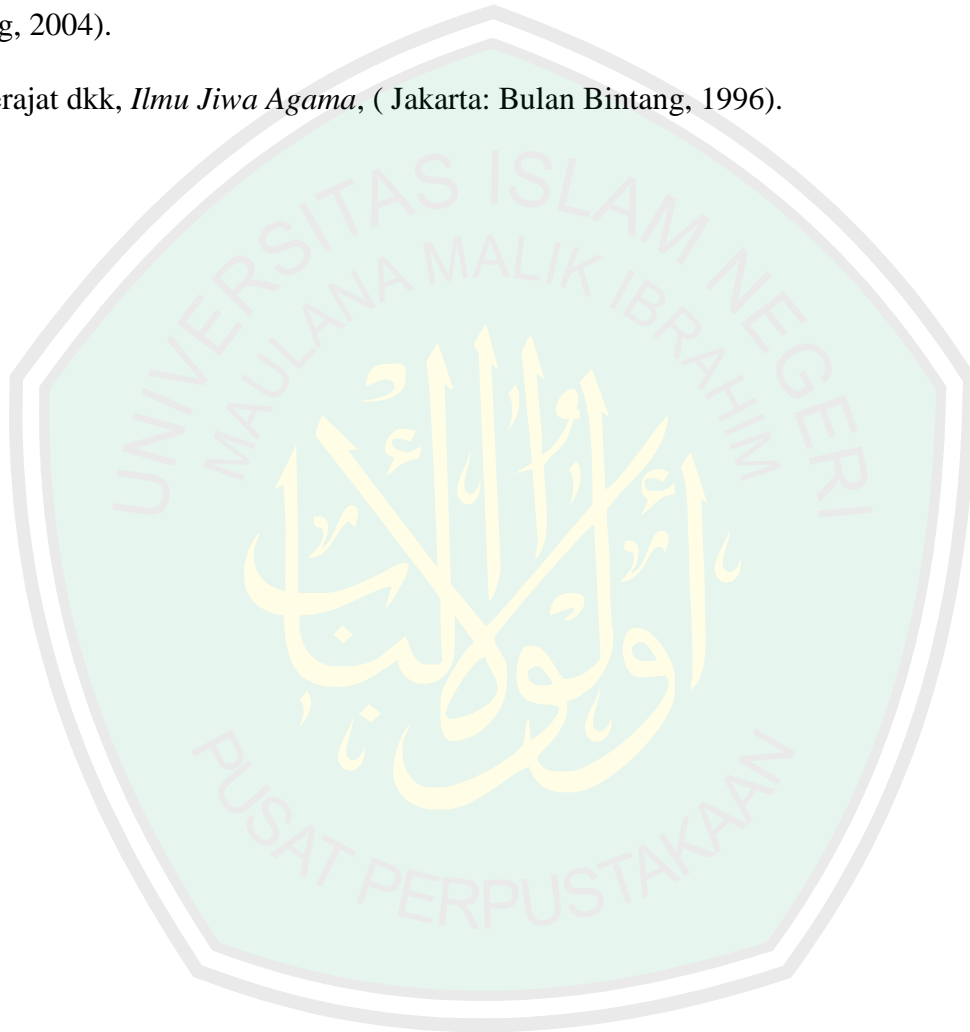 g, 2004).
erajat dkk, Ilmu Jiwa Agama, ( Jakarta: Bulan Bintang, 1996).
UNIVERSITAS ISLAM NEGERI
MAULANA MALIK IBRAHIM
PUSAT PERPUSTAKAAN